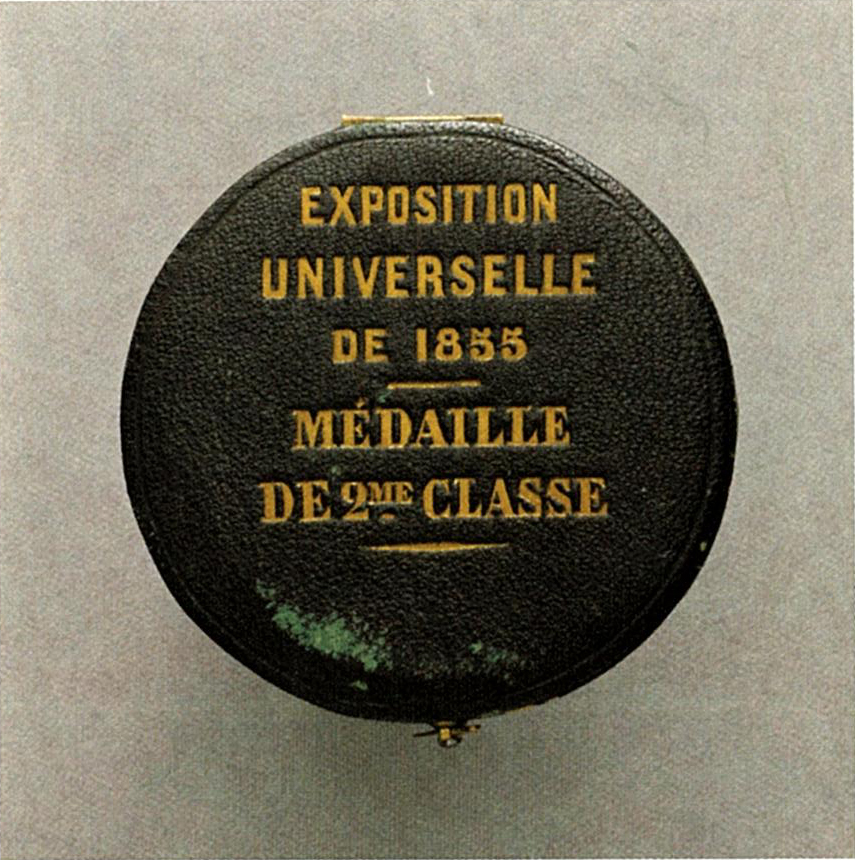 EXPOSITION
UNIVERSELLE
DE 1855
MÉDAILLE
DE 2ME CLASSE